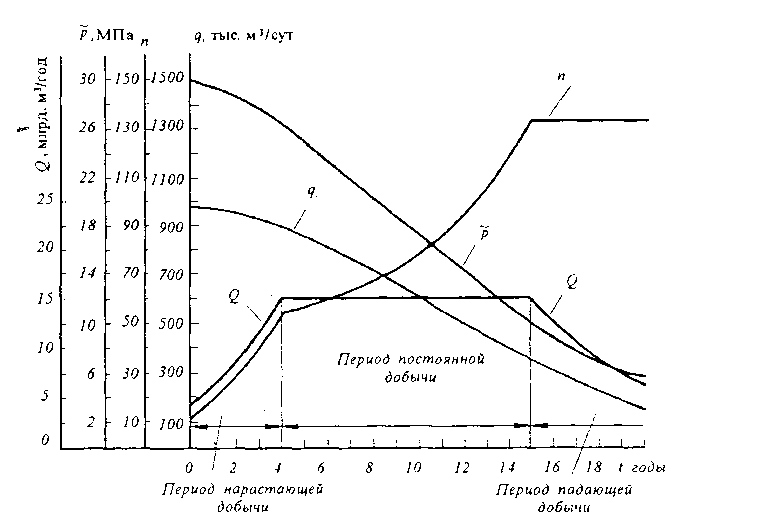 p̃, МПа n q, тыс. м³/сут
Q, млрд. м³/год
30 150 1500
26 130 1300
22 110 1100
25
18 90 900
20
14 70 700
15
10 50 500
10
6 30 300
5
2 10 100
0
n
q
p̃
Q
Q
Период постоянной
добычи
0 2 4 6 8 10 12 14 16 18 t годы
Период нарастающей
добычи
Период падающей
добычи